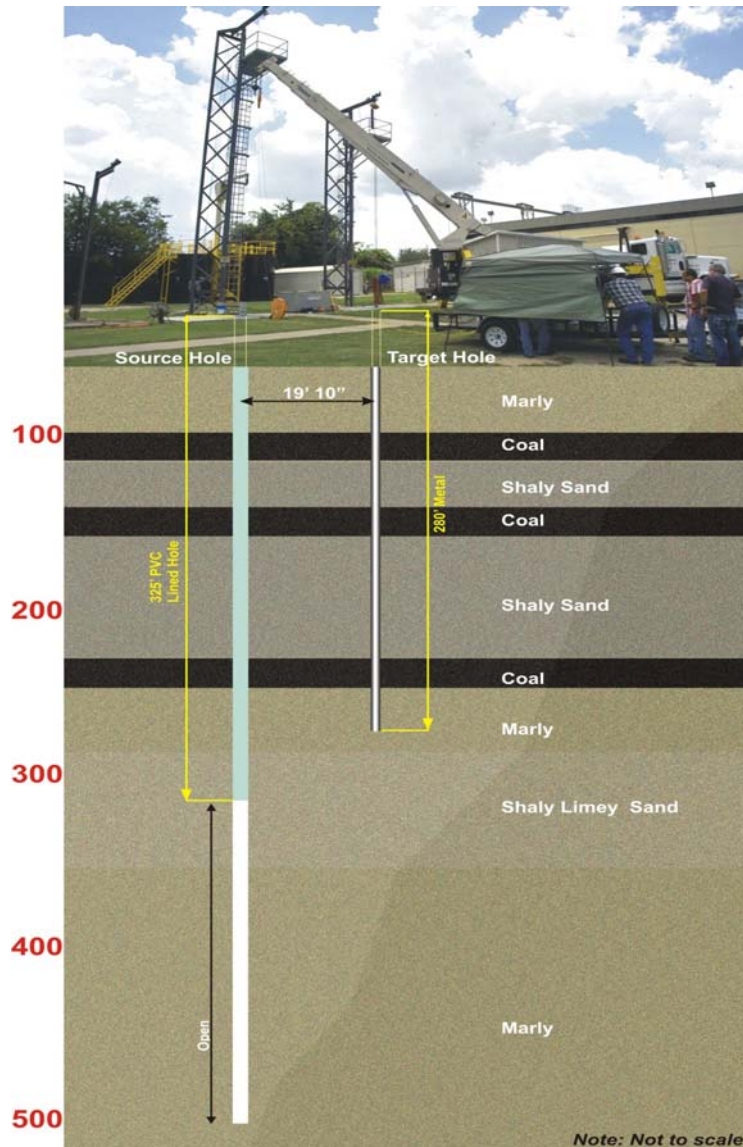 Source Hole
Target Hole
19' 10”
Marly
100
Coal
Shaly Sand
280' Metal
Coal
325' PVC
Lined Hole
200
Shaly Sand
Coal
Marly
300
Shaly Limey Sand
400
Open
Marly
500
Note: Not to scale